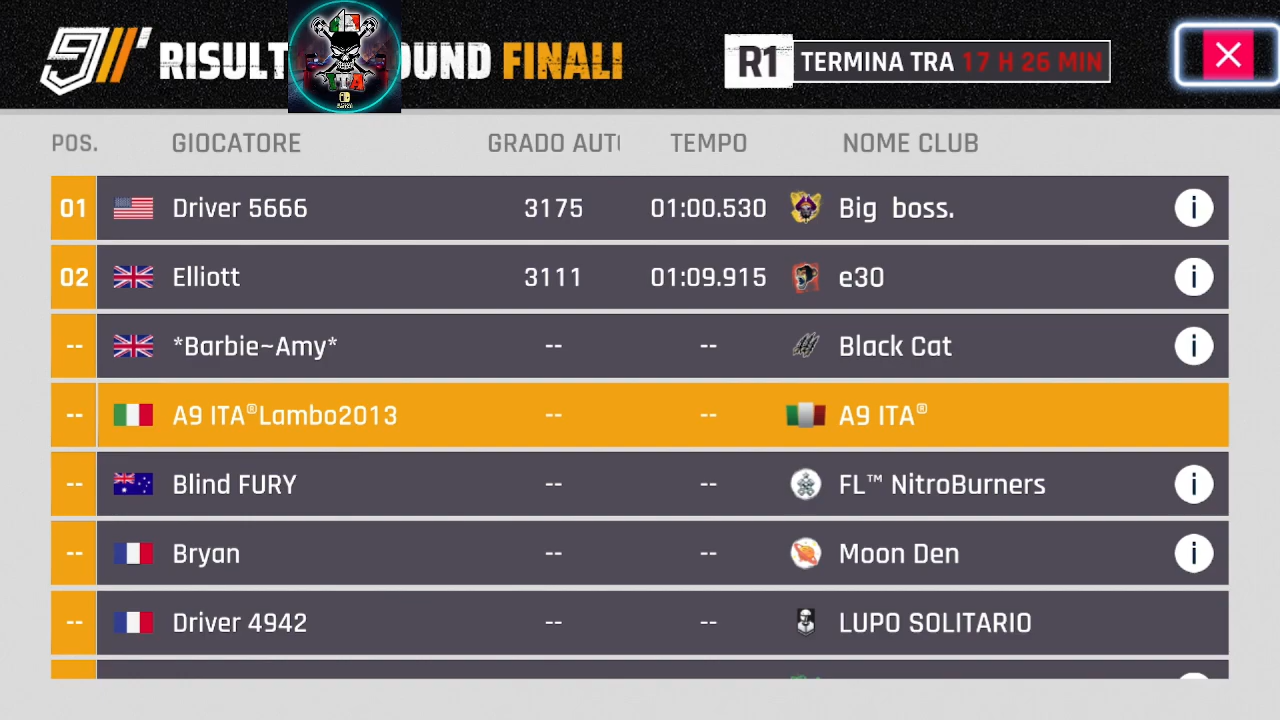 9 RISULT OUND FINALI
ITA
R1 TERMINA TRA 17 H 26 MIN
POS. GIOCATORE GRADO AUT TEMPO NOME CLUB
01 Driver 5666 3175 01:00.530 Big boss. i
02 Elliott 3111 01:09.915 e30 i
-- *Barbie~Amy* -- -- Black Cat i
-- A9 ITA®Lambo2013 -- -- A9 ITA®
-- Blind FURY -- -- FL™ NitroBurners i
-- Bryan -- -- Moon Den i
-- Driver 4942 -- -- LUPO SOLITARIO